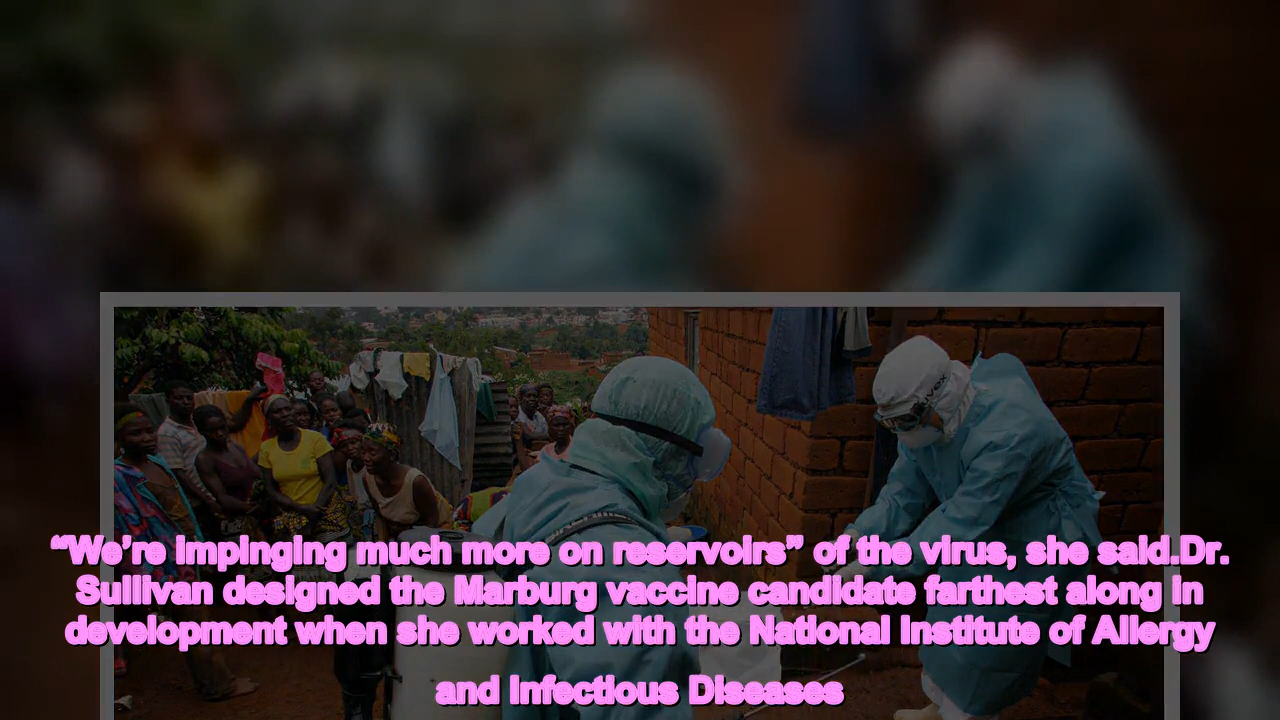 “We’re impinging much more on reservoirs” of the virus, she said.Dr.
Sullivan designed the Marburg vaccine candidate farthest along in
development when she worked with the National Institute of Allergy
and Infectious Diseases